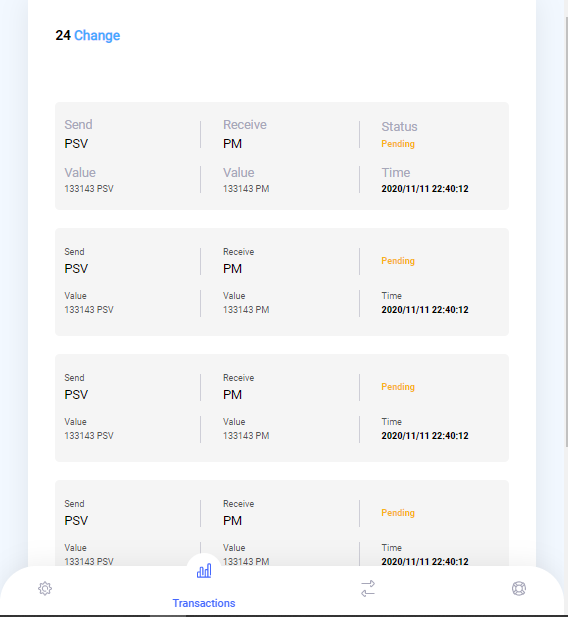 24 Change
Send Receive Status
PSV PM Pending
Value Value Time
133143 PSV 133143 PM 2020/11/11 22:40:12
Send Receive
PSV PM Pending
Value Value Time
133143 PSV 133143 PM 2020/11/11 22:40:12
Send Receive
PSV PM Pending
Value Value Time
133143 PSV 133143 PM 2020/11/11 22:40:12
Send Receive
PSV PM Pending
Value Value Time
133143 PSV 133143 PM 2020/11/11 22:40:12
Transactions